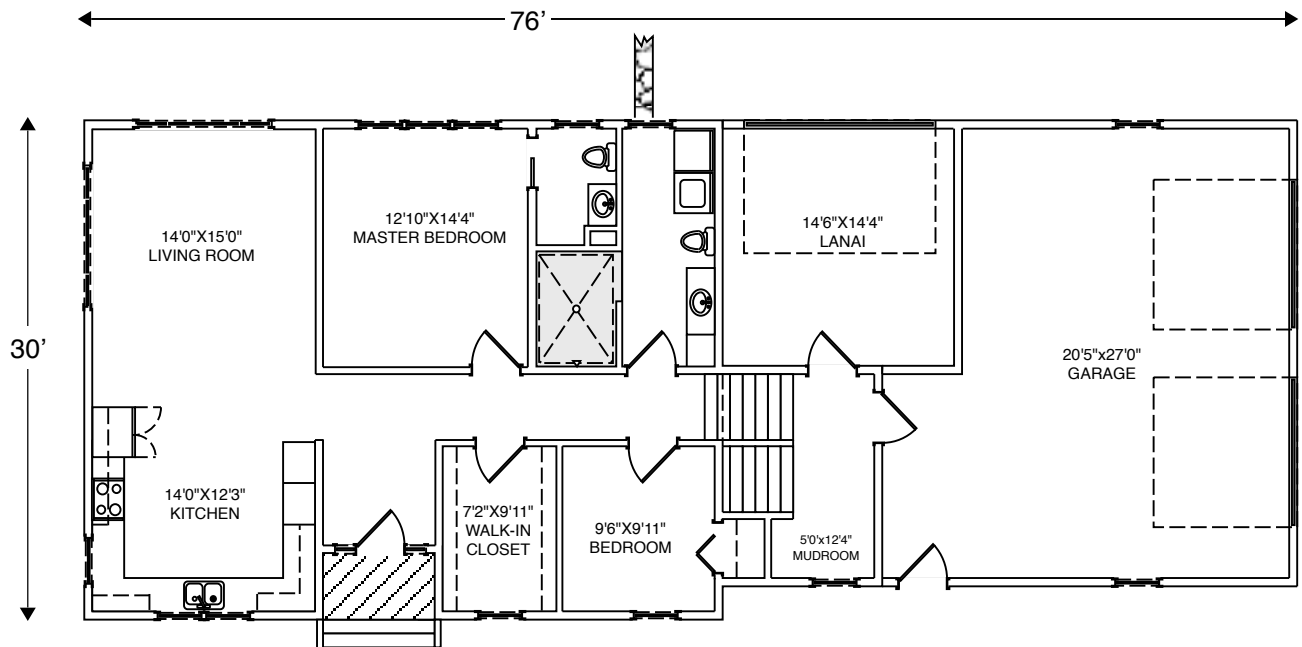 76’
30’
14'0"X15'0"
LIVING ROOM
12'10"X14'4"
MASTER BEDROOM
14'6"X14'4"
LANAI
20'5"x27'0"
GARAGE
14'0"X12'3"
KITCHEN
7'2"X9'11"
WALK-IN
CLOSET
9'6"X9'11"
BEDROOM
5'0'x12'4"
MUDROOM